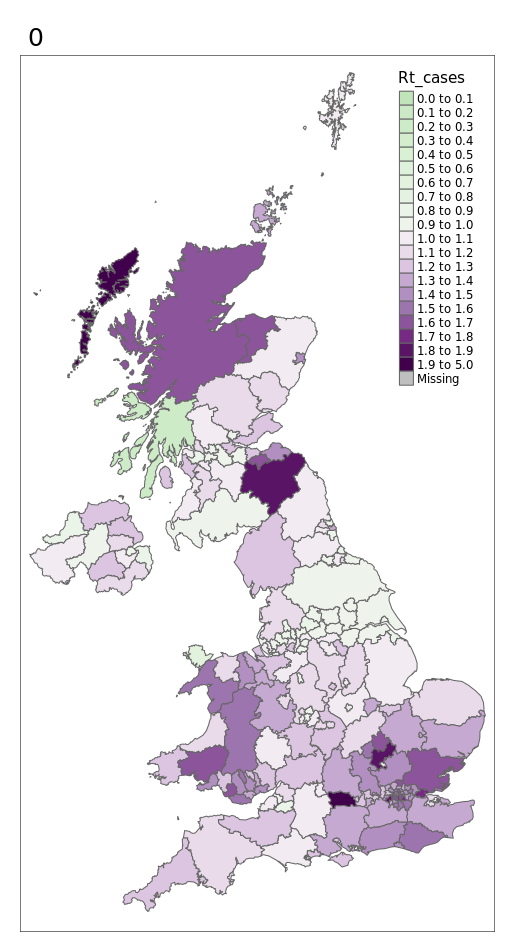 0
Rt_cases
0.0 to 0.1
0.1 to 0.2
0.2 to 0.3
0.3 to 0.4
0.4 to 0.5
0.5 to 0.6
0.6 to 0.7
0.7 to 0.8
0.8 to 0.9
0.9 to 1.0
1.0 to 1.1
1.1 to 1.2
1.2 to 1.3
1.3 to 1.4
1.4 to 1.5
1.5 to 1.6
1.6 to 1.7
1.7 to 1.8
1.8 to 1.9
1.9 to 5.0
Missing